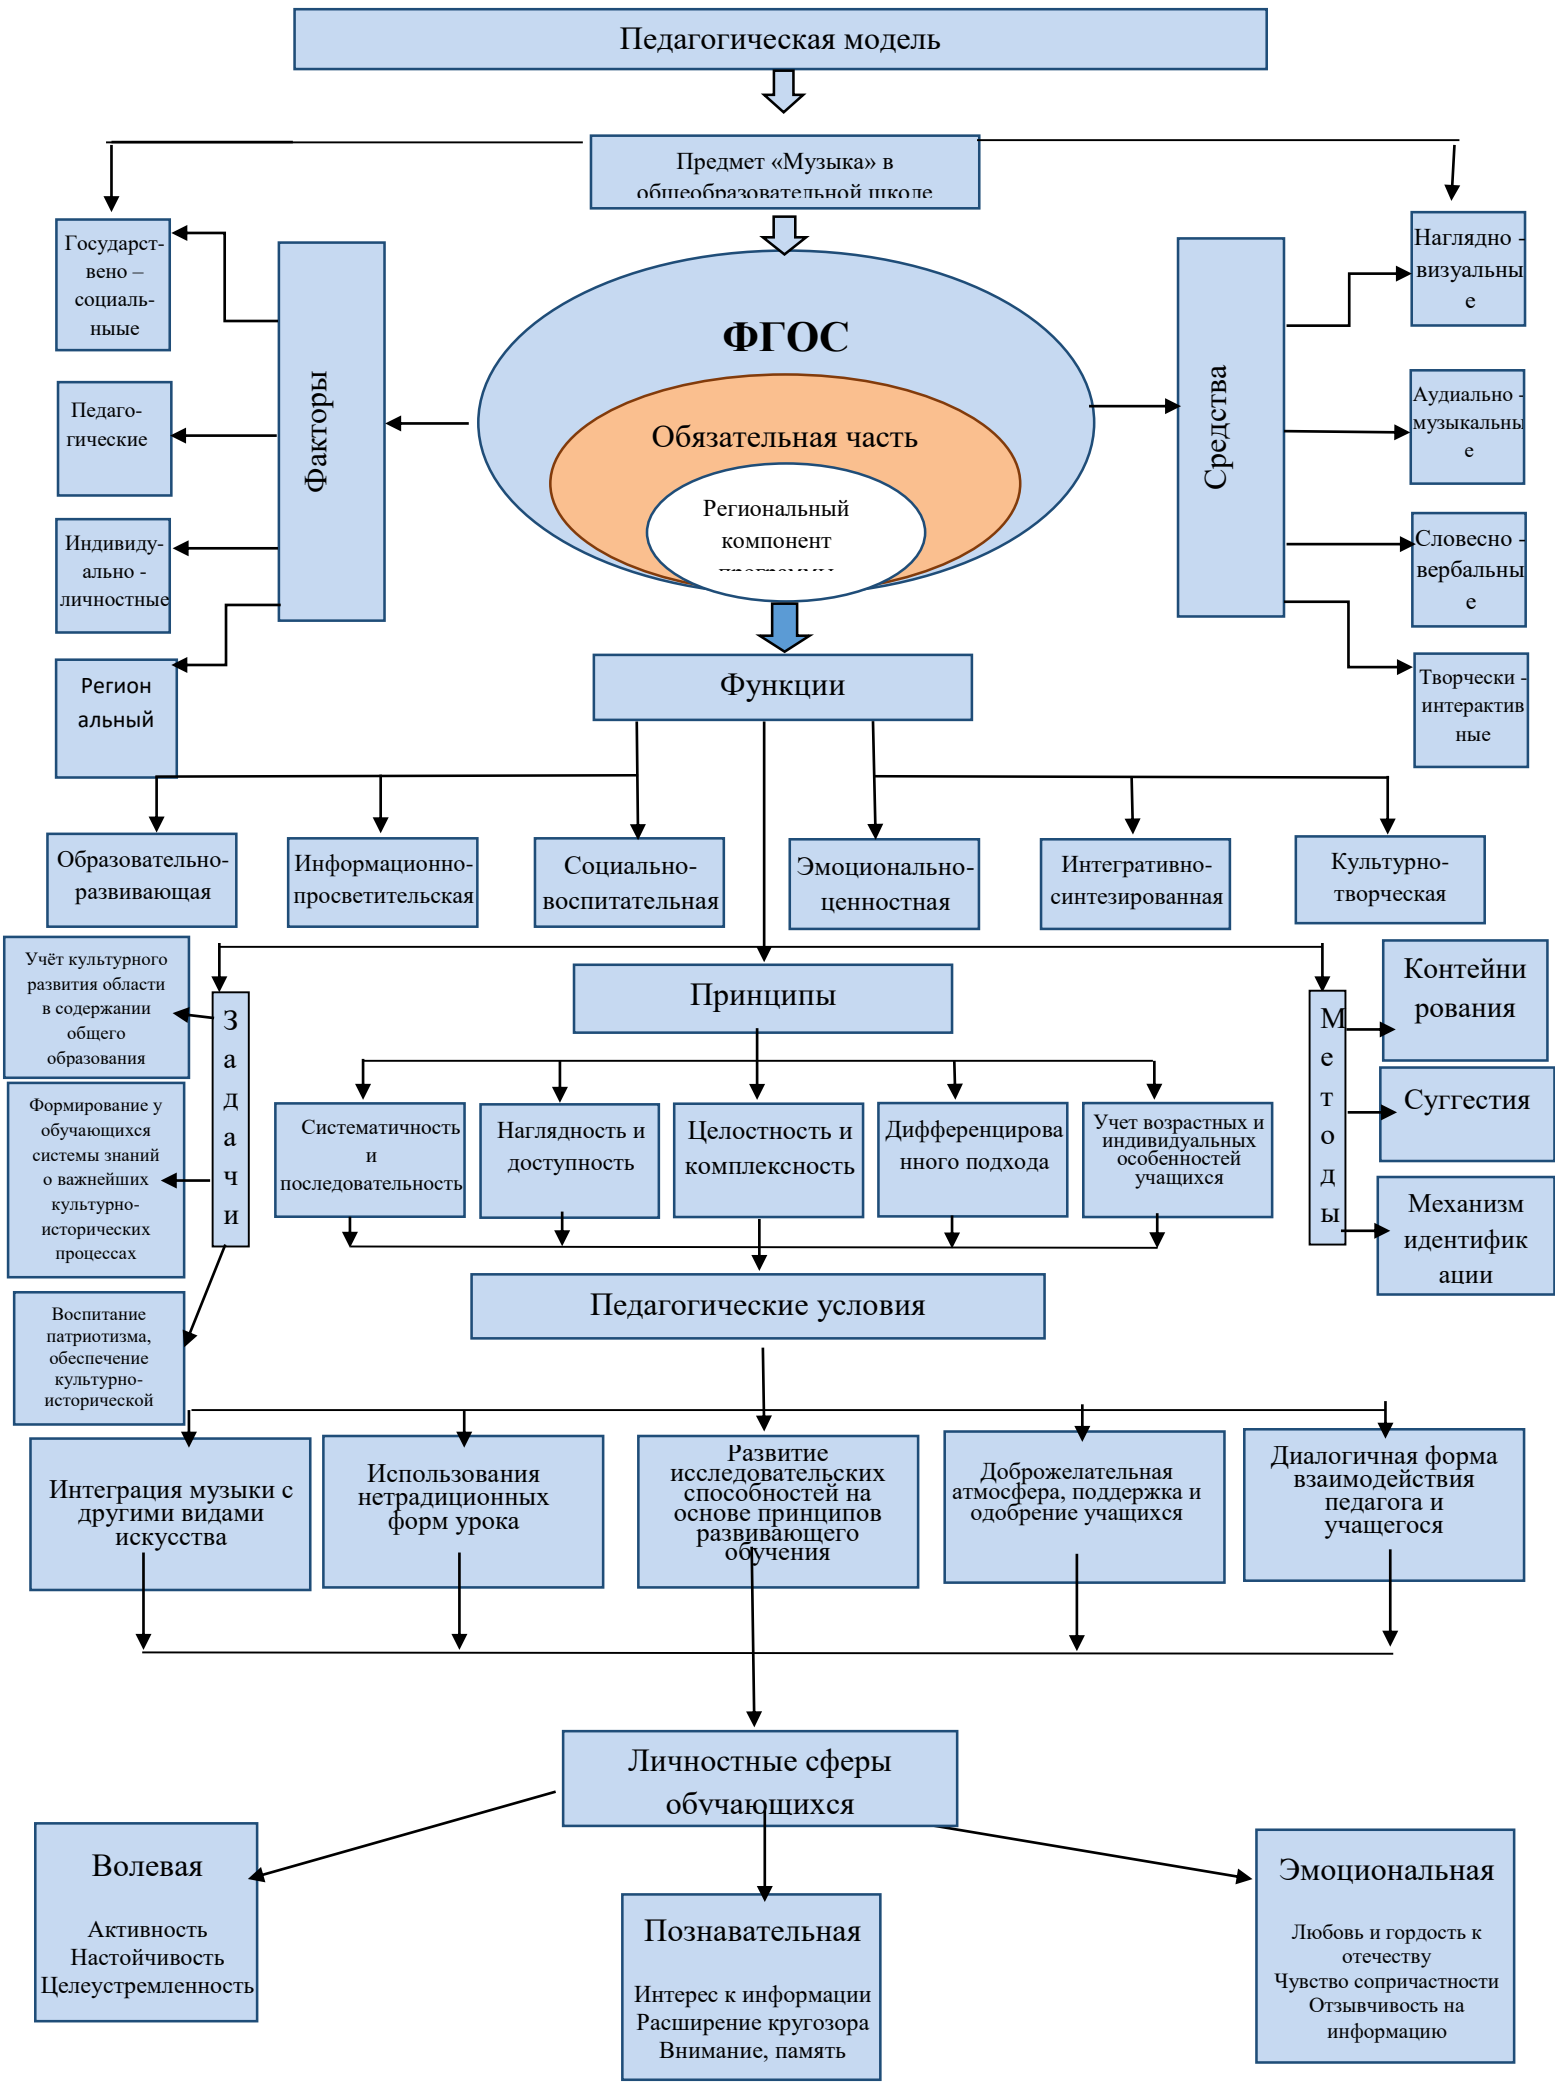 Педагогическая модель
Предмет «Музыка» в
общеобразовательной школе
Государст-
вено –
социаль-
ныые
Педаго-
гические
Индивиду-
ально -
личностные
Регион
альный
Факторы
ФГОС
Обязательная часть
Региональный
компонент
программы
Средства
Наглядно -
визуальны
е
Аудиально -
музыкальны
е
Словесно -
вербальны
е
Творчески -
интерактив
ные
Функции
Образовательно-
развивающая
Информационно-
просветительская
Социально-
воспитательная
Эмоционально-
ценностная
Интегративно-
синтезированная
Культурно-
творческая
Учёт культурного
развития области
в содержании
общего
образования
Формирование у
обучающихся
системы знаний
о важнейших
культурно-
исторических
процессах
Воспитание
патриотизма,
обеспечение
культурно-
исторической
З
а
д
а
ч
и
Принципы
Систематичность
и
последовательность
Наглядность и
доступность
Целостность и
комплексность
Дифференцирова
нного подхода
Учет возрастных и
индивидуальных
особенностей
учащихся
М
е
т
о
д
ы
Контейни
рования
Суггестия
Механизм
идентифик
ации
Педагогические условия
Интеграция музыки с
другими видами
искусства
Использования
нетрадиционных
форм урока
Развитие
исследовательских
способностей на
основе принципов
развивающего
обучения
Доброжелательная
атмосфера, поддержка и
одобрение учащихся
Диалогичная форма
взаимодействия
педагога и
учащегося
Личностные сферы
обучающихся
Волевая
Активность
Настойчивость
Целеустремленность
Познавательная
Интерес к информации
Расширение кругозора
Внимание, память
Эмоциональная
Любовь и гордость к
отечеству
Чувство сопричастности
Отзывчивость на
информацию